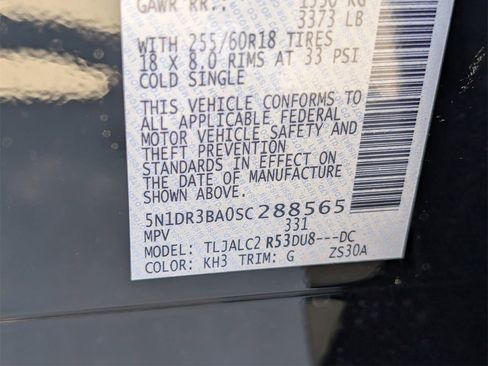 GAWR RR.: 1530 KG
3373 LB
WITH 255/60R18 TIRES
18 X 8.0 RIMS AT 33 PSI
COLD SINGLE
THIS VEHICLE CONFORMS TO
ALL APPLICABLE FEDERAL
MOTOR VEHICLE SAFETY AND
THEFT PREVENTION
STANDARDS IN EFFECT ON
THE DATE OF MANUFACTURE
SHOWN ABOVE.
5N1DR3BA0SC288565
MPV 331
MODEL: TLJALC2 R53DU8---DC
COLOR: KH3 TRIM: G ZS30A